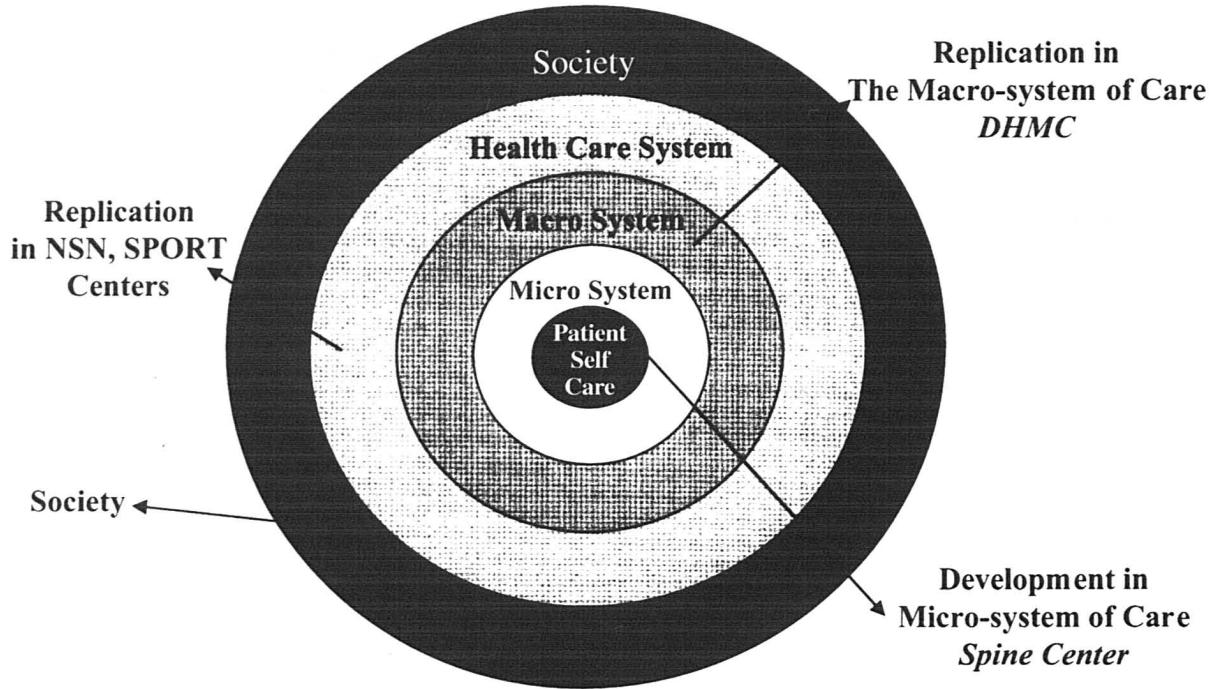 Society
Health Care System
Macro System
Micro System
Patient
Self
Care
Replication in
The Macro-system of Care
DHMC
Replication
in NSN, SPORT
Centers
Society
Development in
Micro-system of Care
Spine Center